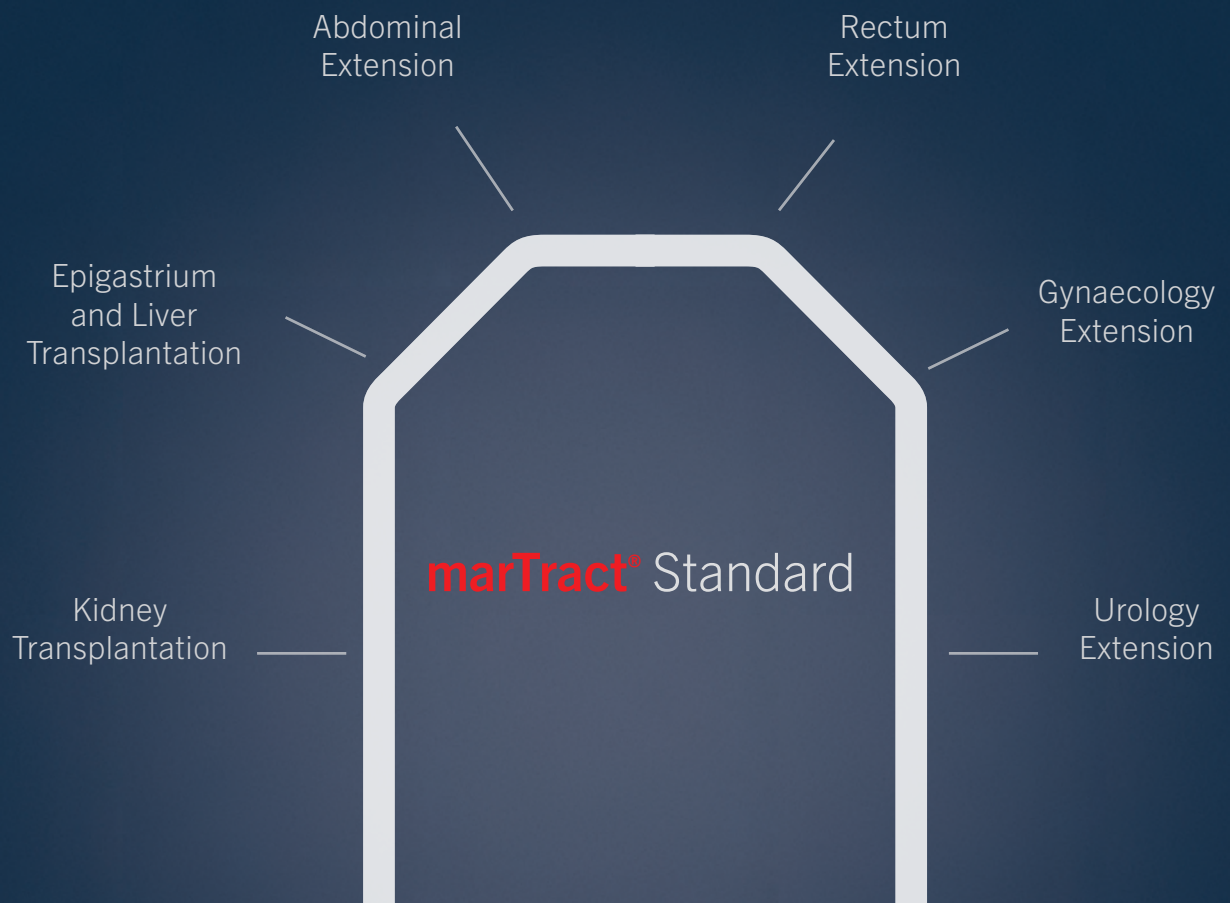 Abdominal
Extension
Rectum
Extension
Epigastrium
and Liver
Transplantation
Gynaecology
Extension
marTract® Standard
Kidney
Transplantation
Urology
Extension